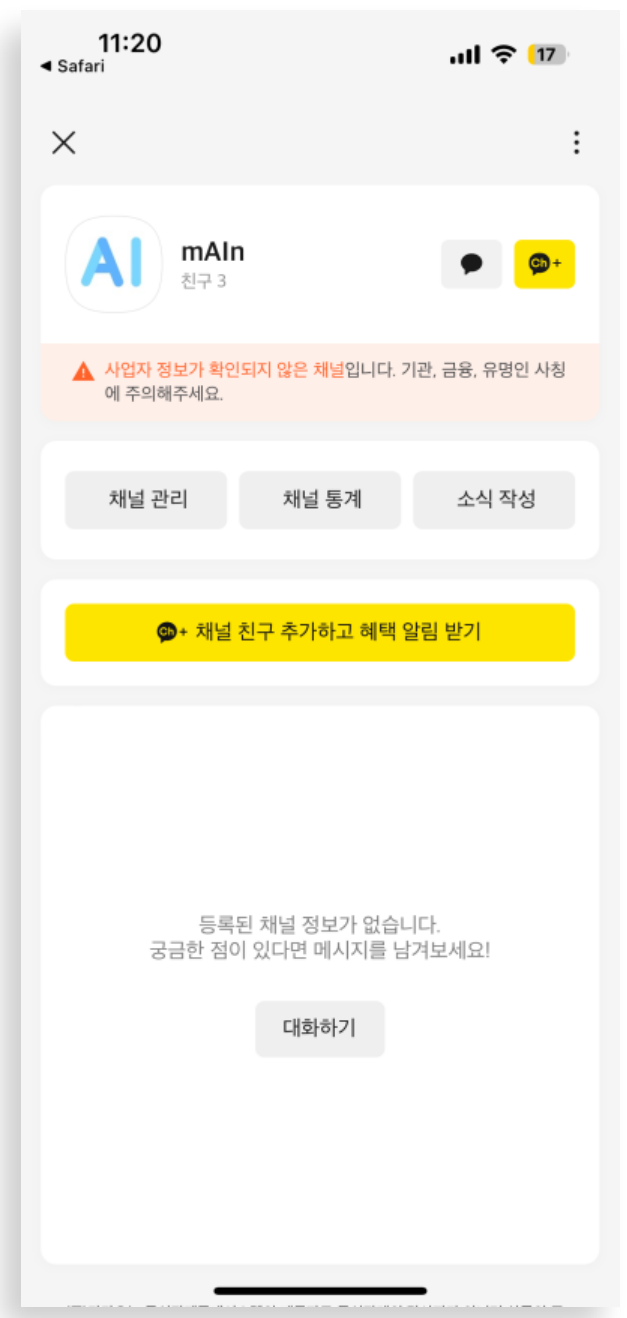 11:20
◀ Safari
17
AI
mAIn
친구 3
Ch+
사업자 정보가 확인되지 않은 채널입니다. 기관, 금융, 유명인 사칭
에 주의해주세요.
채널 관리
채널 통계
소식 작성
Ch+ 채널 친구 추가하고 혜택 알림 받기
등록된 채널 정보가 없습니다.
궁금한 점이 있다면 메시지를 남겨보세요!
대화하기